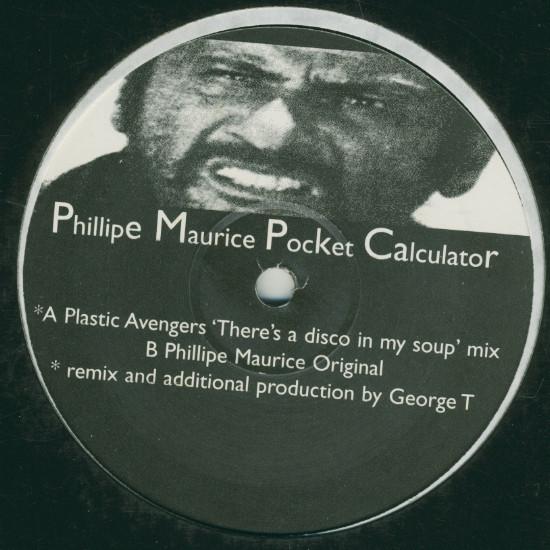 Phillipe Maurice Pocket Calculator
*A Plastic Avengers 'There's a disco in my soup' mix
B Phillipe Maurice Original
* remix and additional production by George T